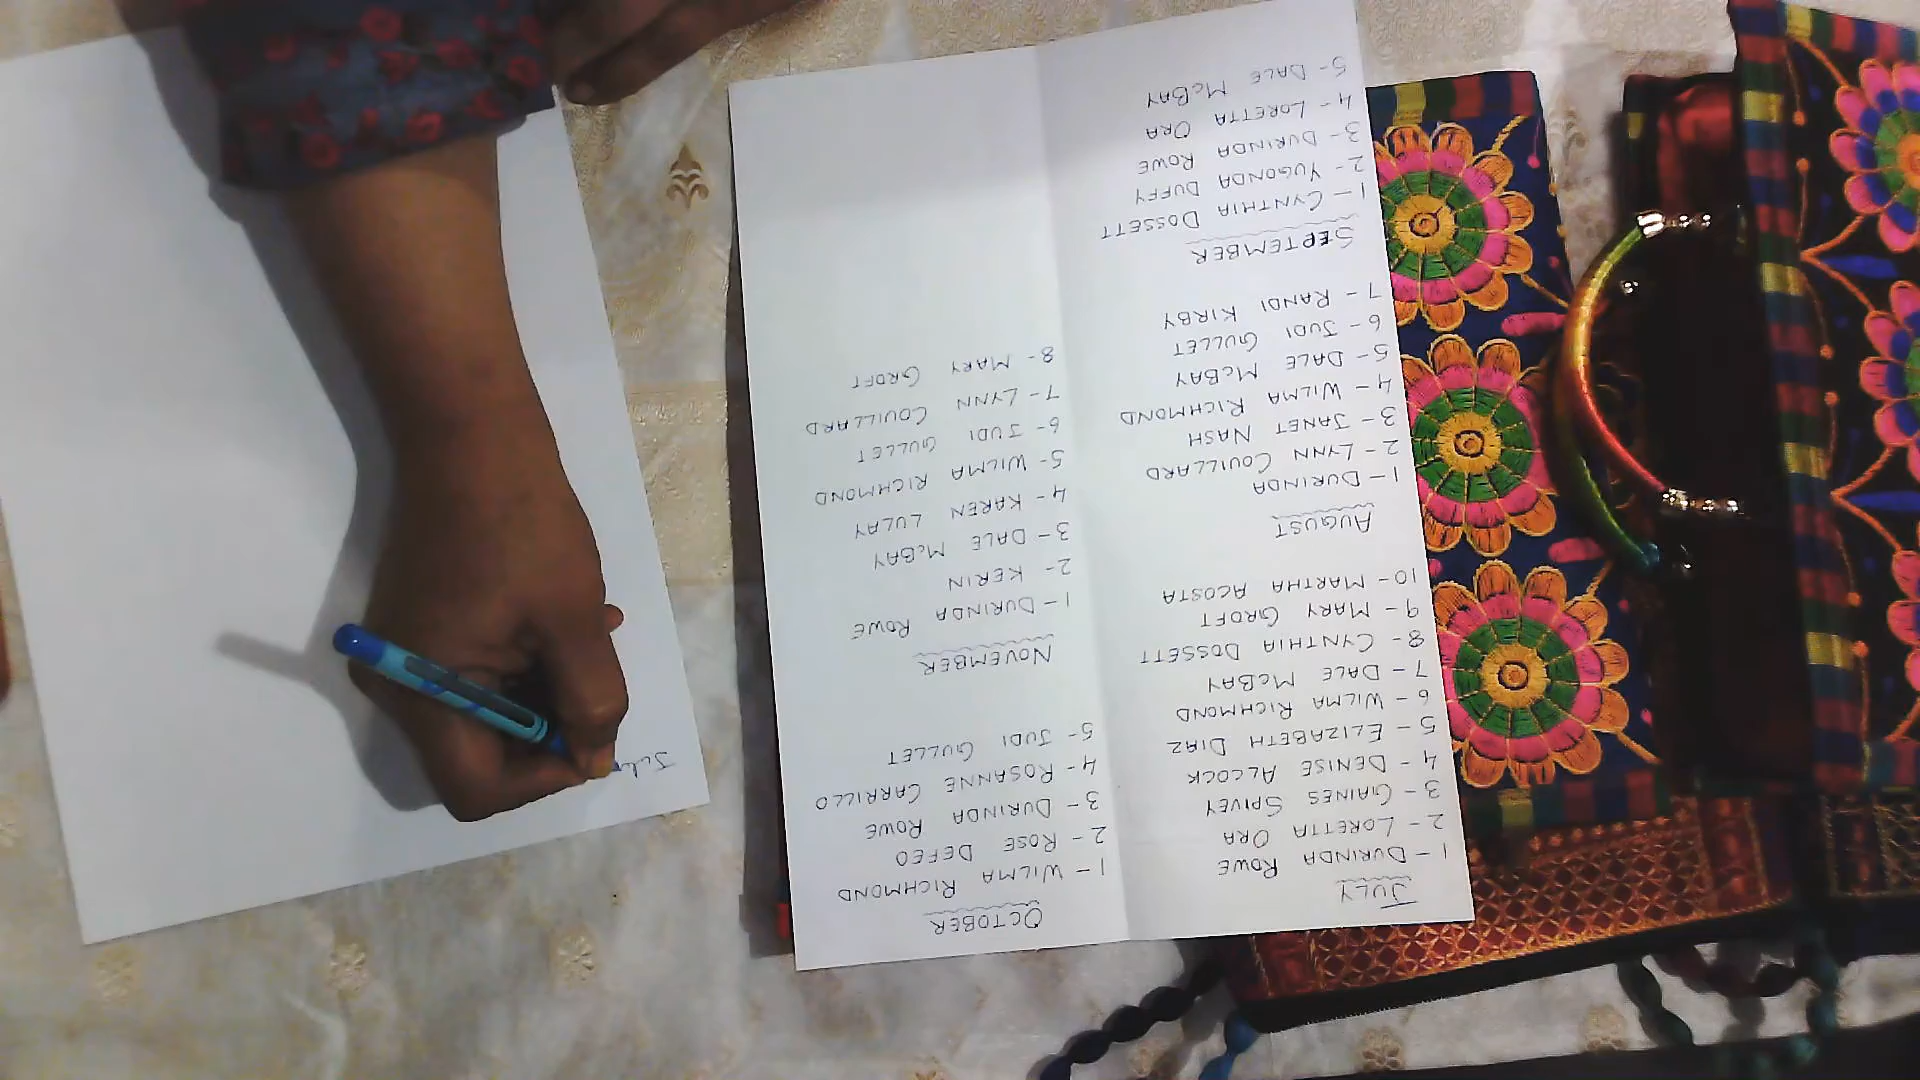 JULY
1- DURINDA ROWE
2- LORETTA ORA
3- GAINES SPIVEY
4- DENISE ALCOCK
5- ELIZABETH DIAZ
6- WILMA RICHMOND
7- DALE McBAY
8- CYNTHIA DOSSETT
9- MARY GROFT
10- MARTHA ACOSTA
AUGUST
1- DURINDA
2- LYNN COUILLARD
3- JANET NASH
4- WILMA RICHMOND
5- DALE McBAY
6- JUDI GULLET
7- RANDI KIRBY
SEPTEMBER
1- CYNTHIA DOSSETT
2- YUGONDA DUFFY
3- DURINDA ROWE
4- LORETTA ORA
5- DALE McBAY
OCTOBER
1- WILMA RICHMOND
2- ROSE DEFEO
3- DURINDA ROWE
4- ROSANNE CARRILLO
5- JUDI GULLET
NOVEMBER
1- DURINDA ROWE
2- KERIN
3- DALE McBAY
4- KAREN LULAY
5- WILMA RICHMOND
6- JUDI GULLET
7- LYNN COUILLARD
8- MARY GROFT